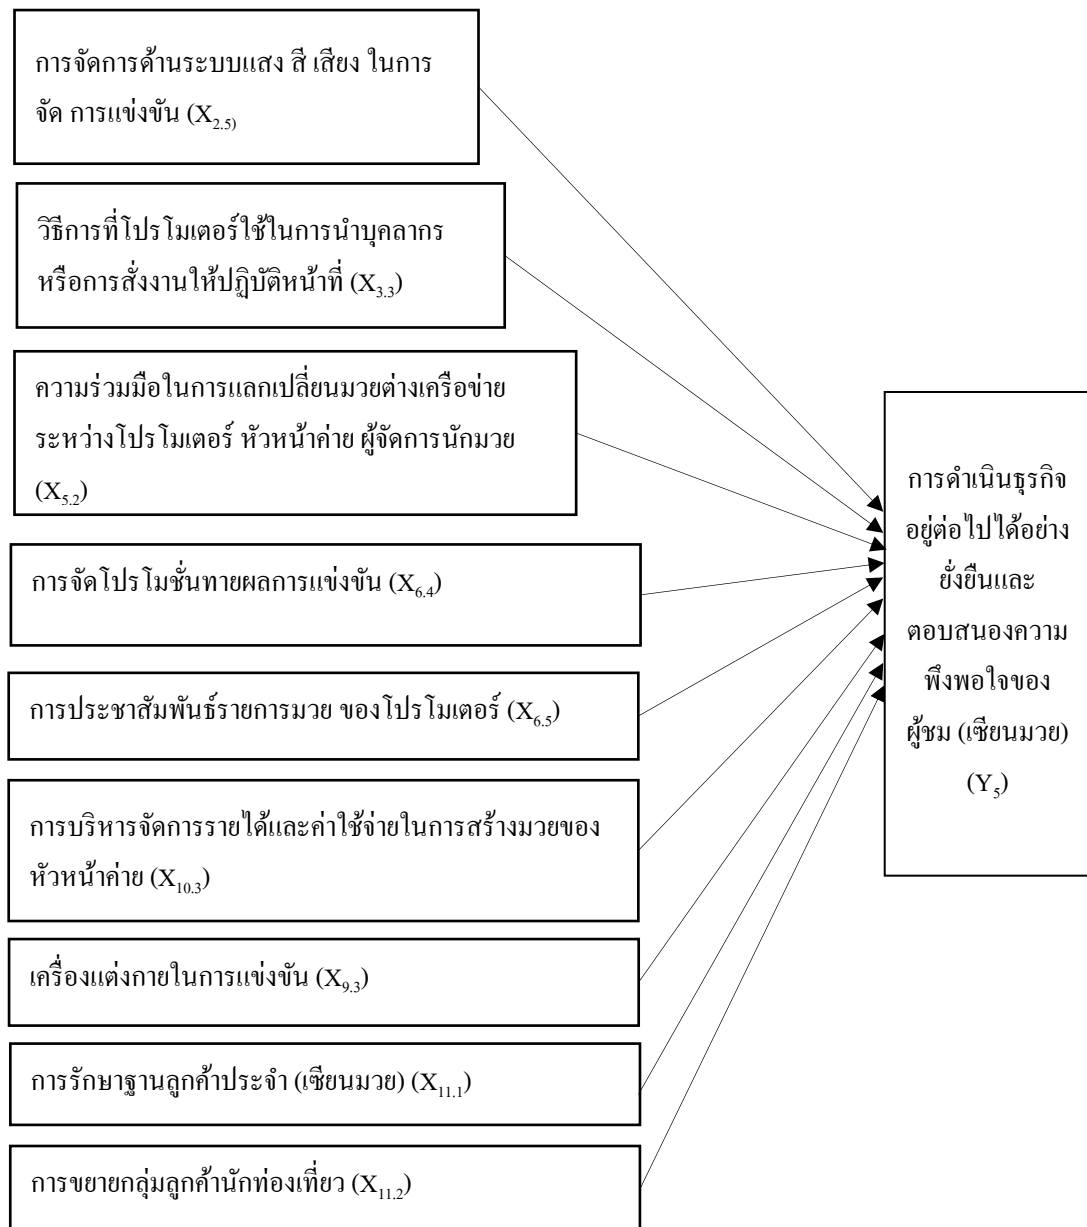 การจัดการด้านระบบแสง สี เสียง ในการ
จัด การแข่งขัน (X2.5)
วิธีการที่โปรโมเตอร์ใช้ในการนำบุคลากร
หรือการสั่งงานให้ปฏิบัติหน้าที่ (X3.3)
ความร่วมมือในการแลกเปลี่ยนมวยต่างเครือข่าย
ระหว่างโปรโมเตอร์ หัวหน้าค่าย ผู้จัดการนักมวย
(X5.2)
การจัดโปรโมชั่นทายผลการแข่งขัน (X6.4)
การประชาสัมพันธ์รายการมวย ของโปรโมเตอร์ (X6.5)
การบริหารจัดการรายได้และค่าใช้จ่ายในการสร้างมวยของ
หัวหน้าค่าย (X10.3)
เครื่องแต่งกายในการแข่งขัน (X9.3)
การรักษาฐานลูกค้าประจำ (เซียนมวย) (X11.1)
การขยายกลุ่มลูกค้านักท่องเที่ยว (X11.2)
การดำเนินธุรกิจ
อยู่ต่อไปได้อย่าง
ยั่งยืนและ
ตอบสนองความ
พึงพอใจของ
ผู้ชม (เซียนมวย)
(Y5)